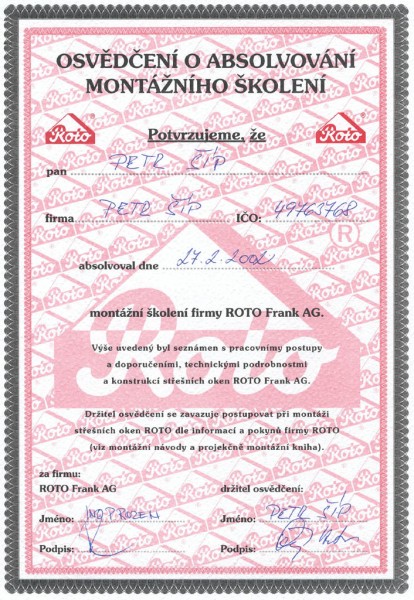 OSVĚDČENÍ O ABSOLVOVÁNÍ
MONTÁŽNÍHO ŠKOLENÍ
Roto
Roto
Potvrzujeme, že
pan PETR ČÍP
firma PETR ČÍP IČO: 49763768
absolvoval dne 27.2.2002
montážní školení firmy ROTO Frank AG.
Výše uvedený byl seznámen s pracovnímy postupy
a doporučeními, technickými podrobnostmi
a konstrukcí střešních oken ROTO Frank AG.
Držitel osvědčení se zavazuje postupovat při montáži
střešních oken ROTO dle informací a pokynů firmy ROTO
(viz montážní návody a projekčně montážní kniha).
za firmu:
ROTO Frank AG držitel osvědčení:
Jméno: ING. P. ROZEN Jméno: PETR ČÍP
Podpis: Podpis: